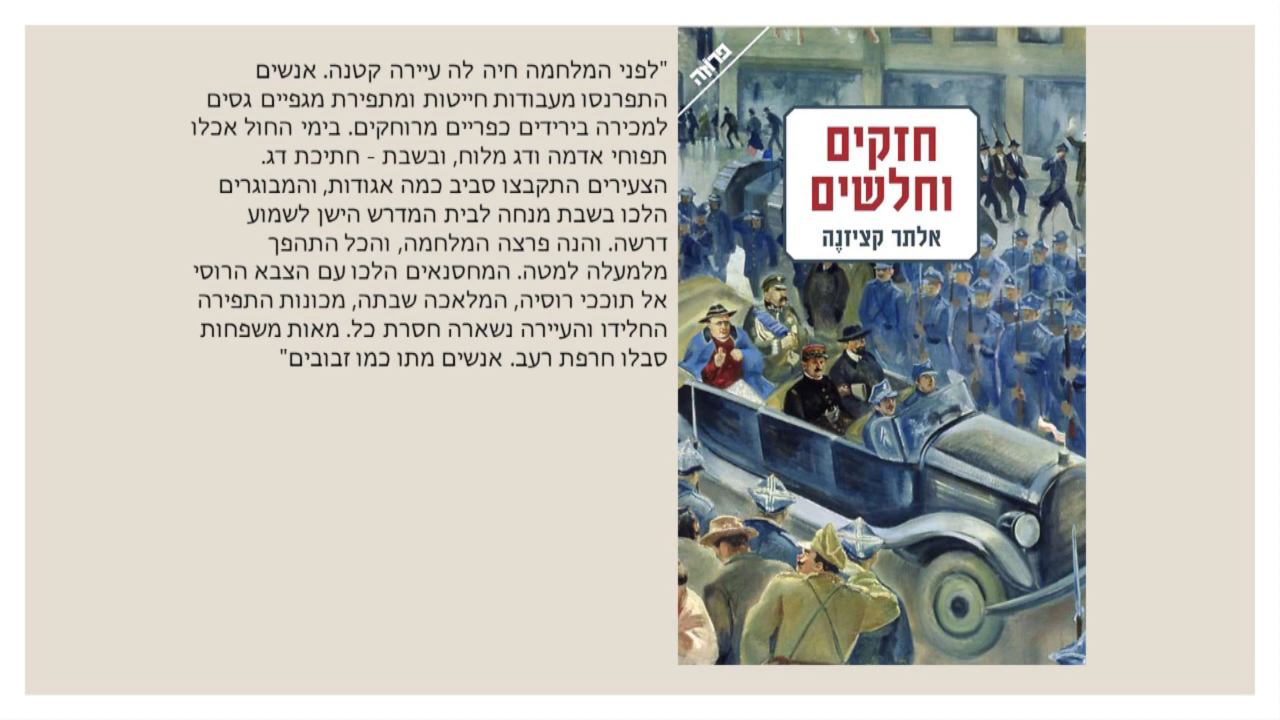 "לפני המלחמה חיה לה עיירה קטנה. אנשים
התפרנסו מעבודות חייטות ומתפירת מגפיים גסים
למכירה בירידים כפריים מרוחקים. בימי החול אכלו
תפוחי אדמה ודג מלוח, ובשבת - חתיכת דג.
הצעירים התקבצו סביב כמה אגודות, והמבוגרים
הלכו בשבת מנחה לבית המדרש הישן לשמוע
דרשה. והנה פרצה המלחמה, והכל התהפך
מלמעלה למטה. המחסנאים הלכו עם הצבא הרוסי
אל תוככי רוסיה, המלאכה שבתה, מכונות התפירה
החלידו והעיירה נשארה חסרת כל. מאות משפחות
סבלו חרפת רעב. אנשים מתו כמו זבובים"
פרוזה
חזקים
וחלשים
אלתר קציזנֶה